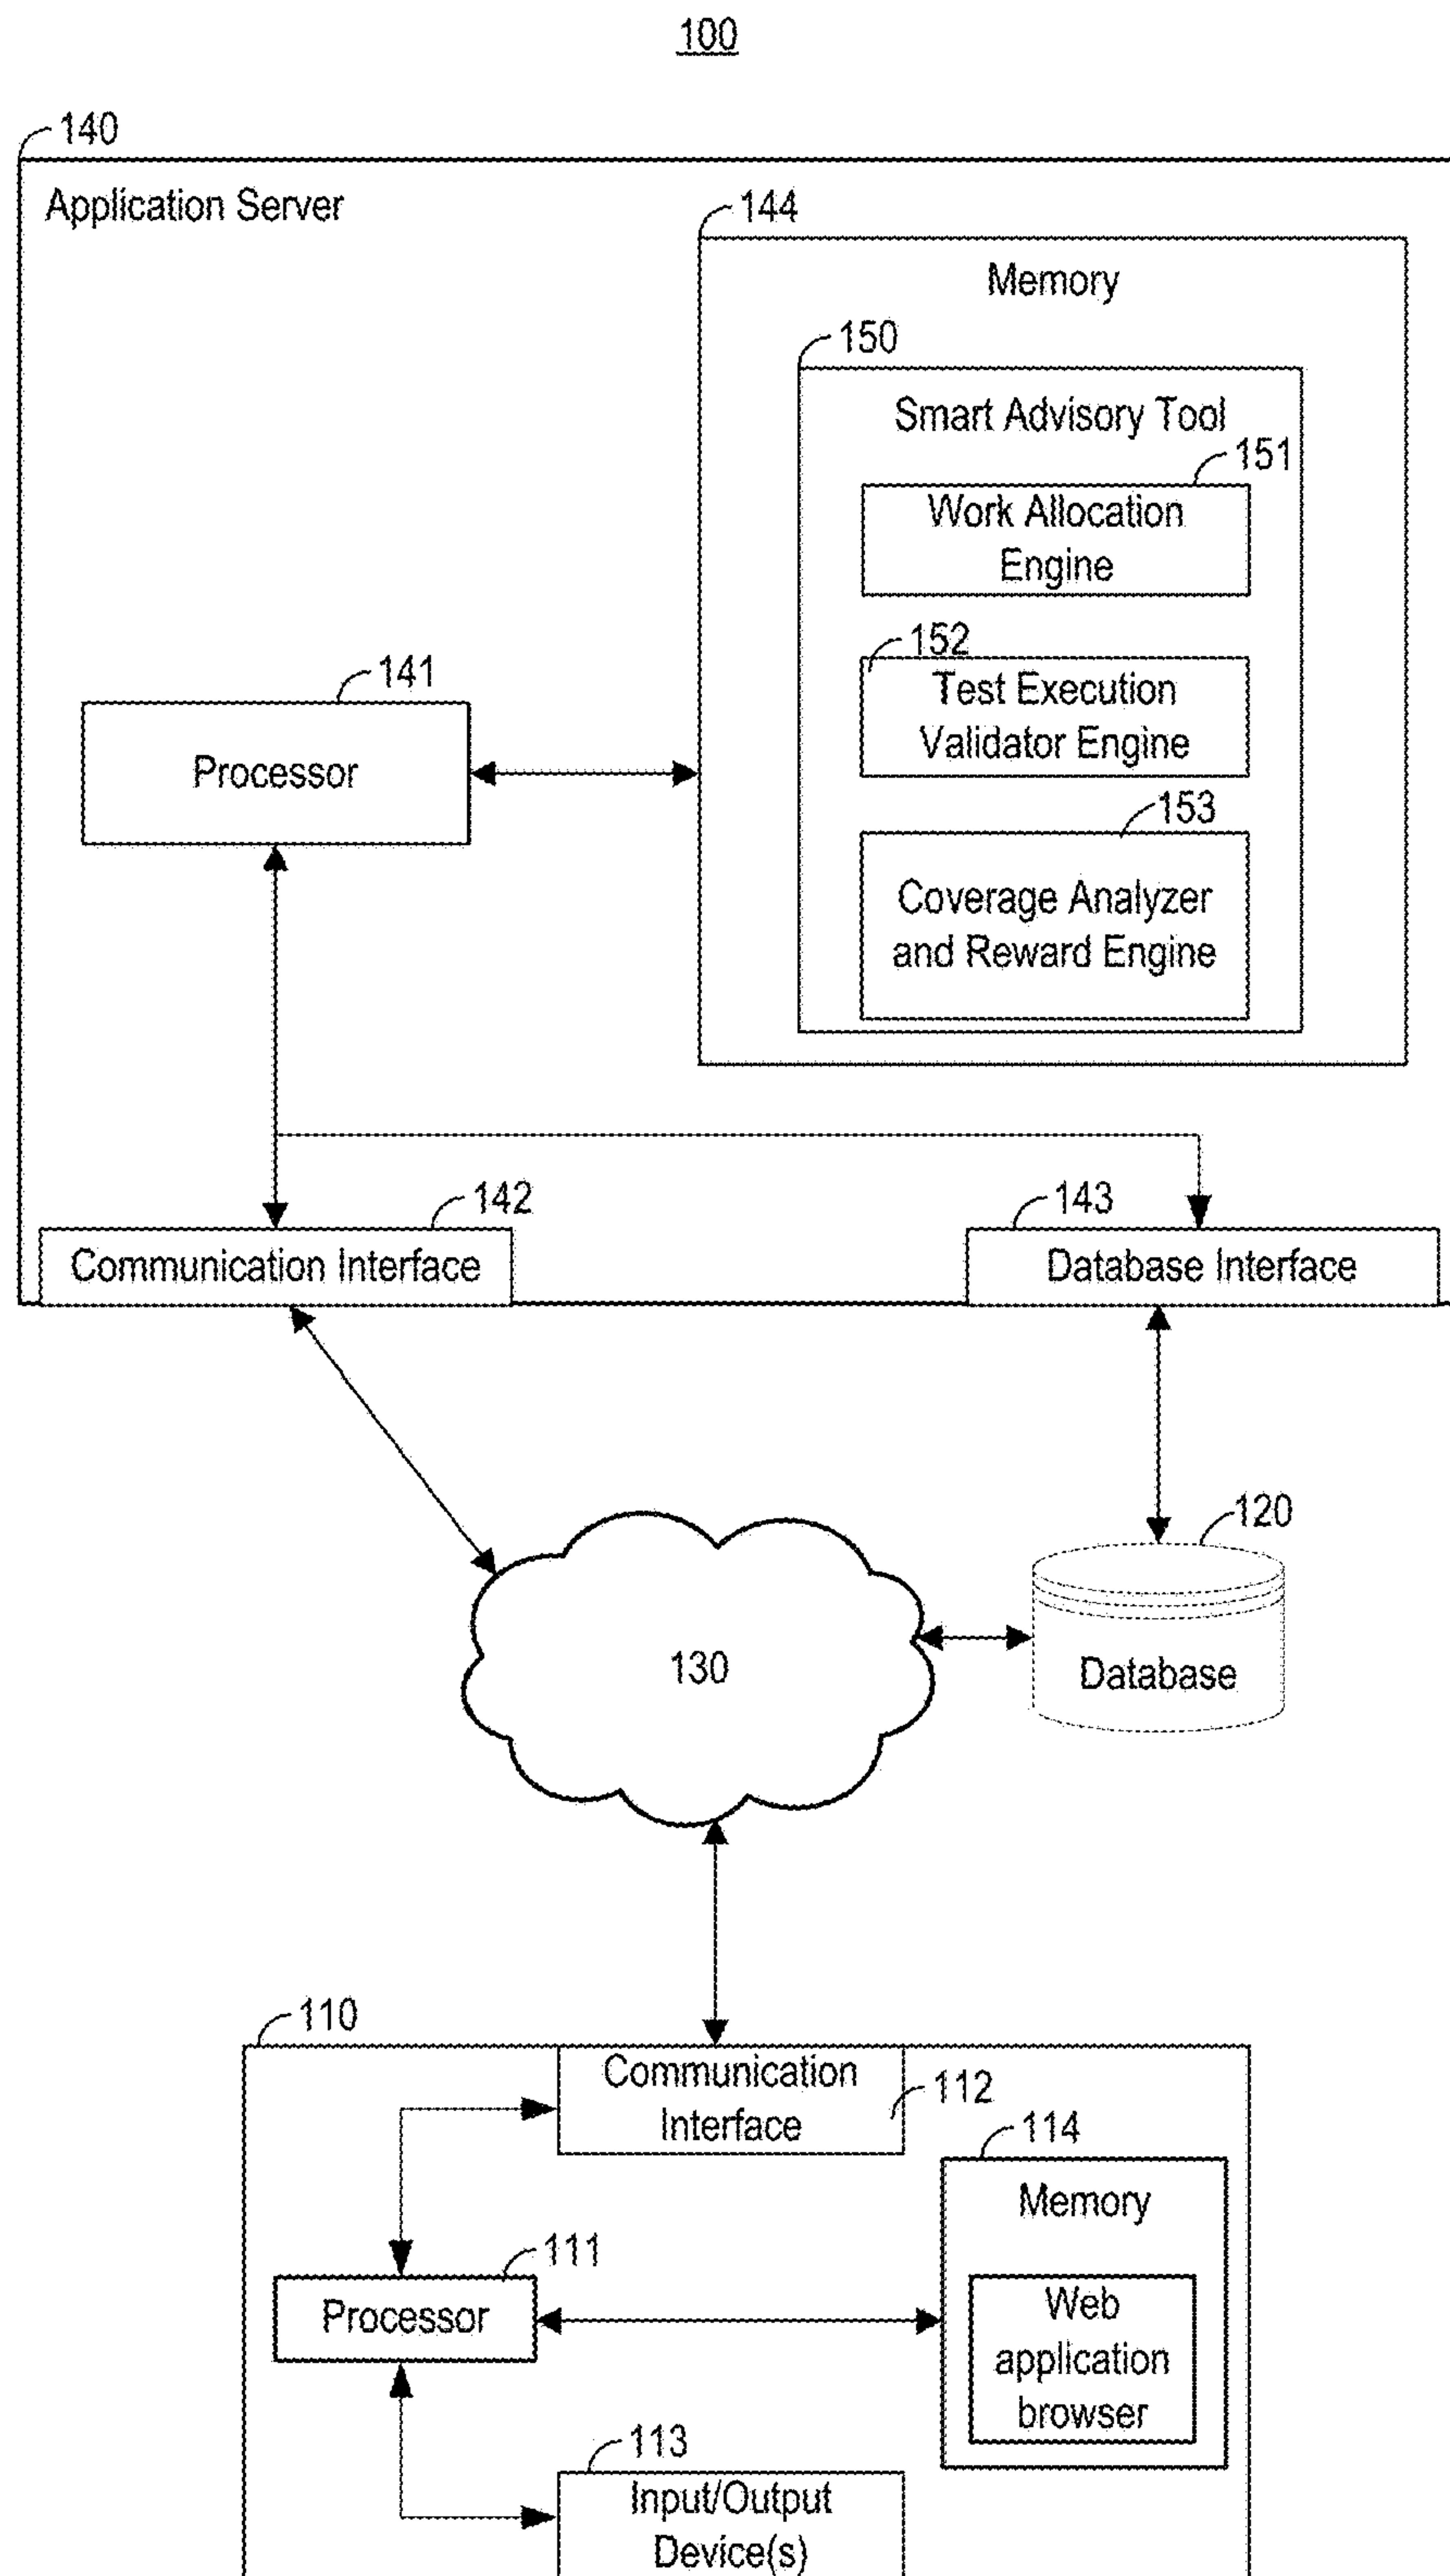 100
140
Application Server
144
Memory
150
Smart Advisory Tool
151
Work Allocation
Engine
152
Test Execution
Validator Engine
141
Processor
153
Coverage Analyzer
and Reward Engine
142
Communication Interface
143
Database Interface
120
Database
130
110
Communication
Interface
112
114
Memory
111
Processor
Web
application
browser
113
Input/Output
Device(s)